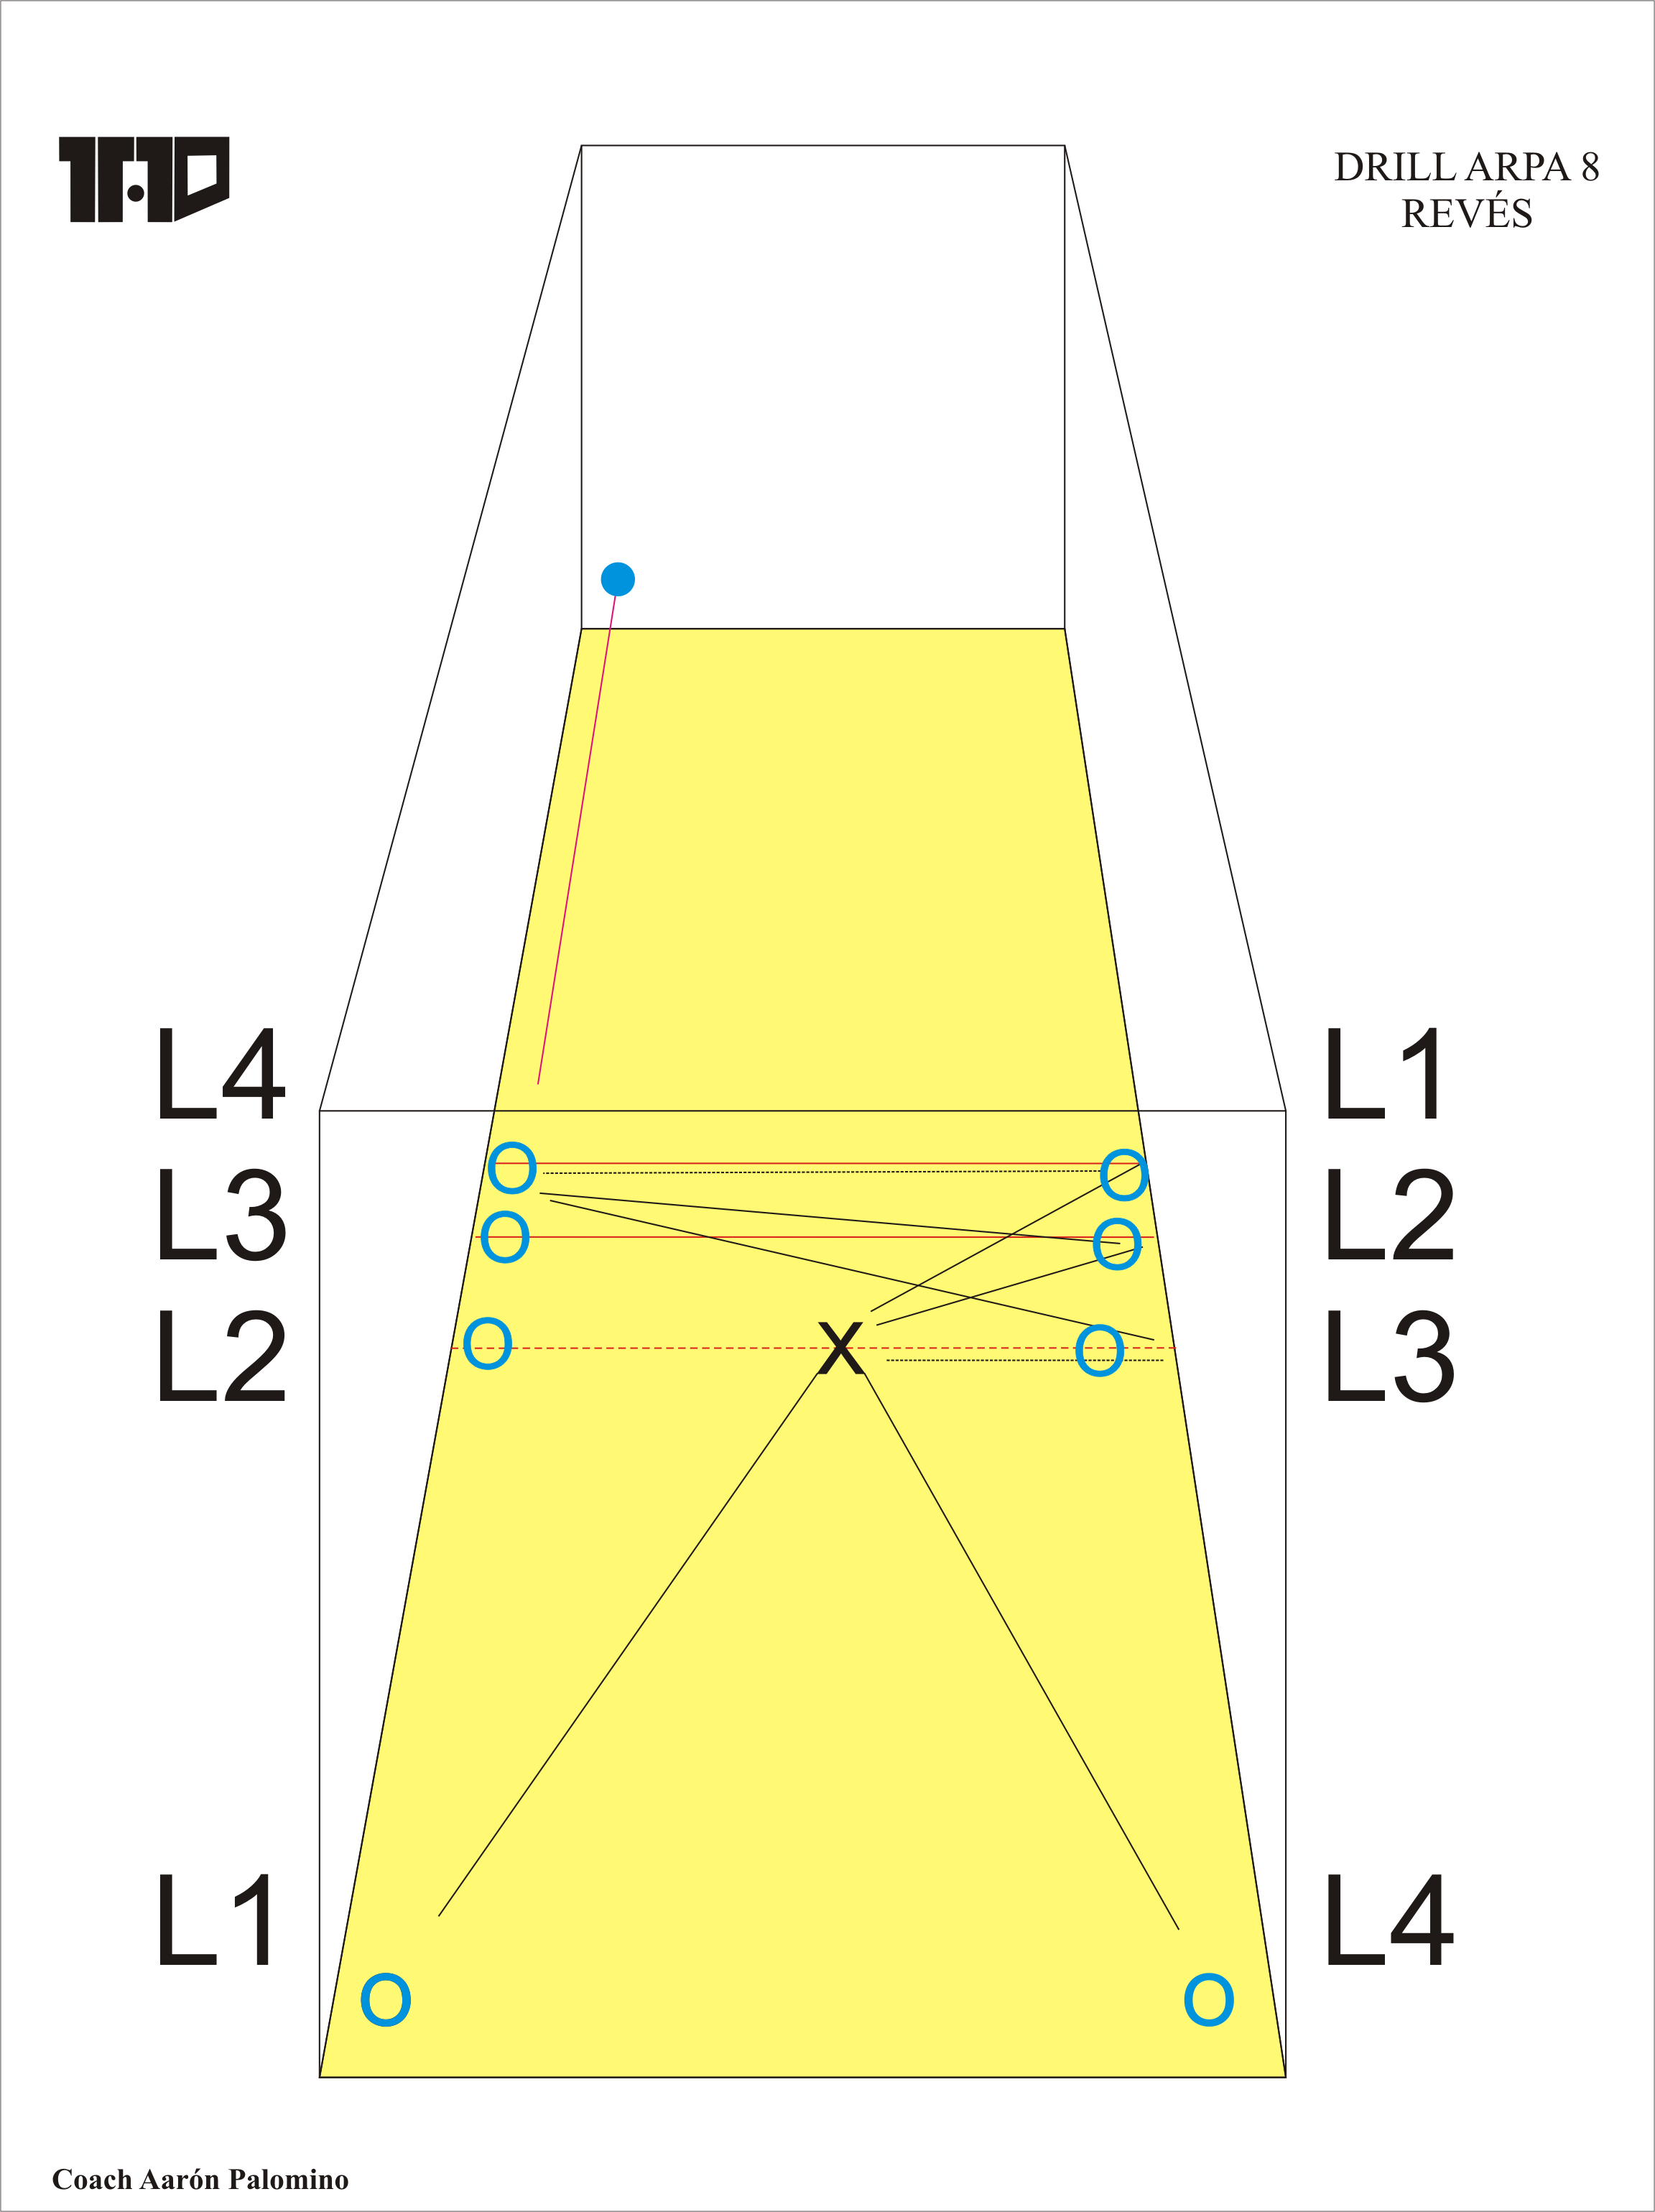 DRILL ARPA 8
REVÉS
L4
L1
L3
L2
L2
L3
X
L1
L4
O
O
O
O
O
O
O
O
Coach Aarón Palomino